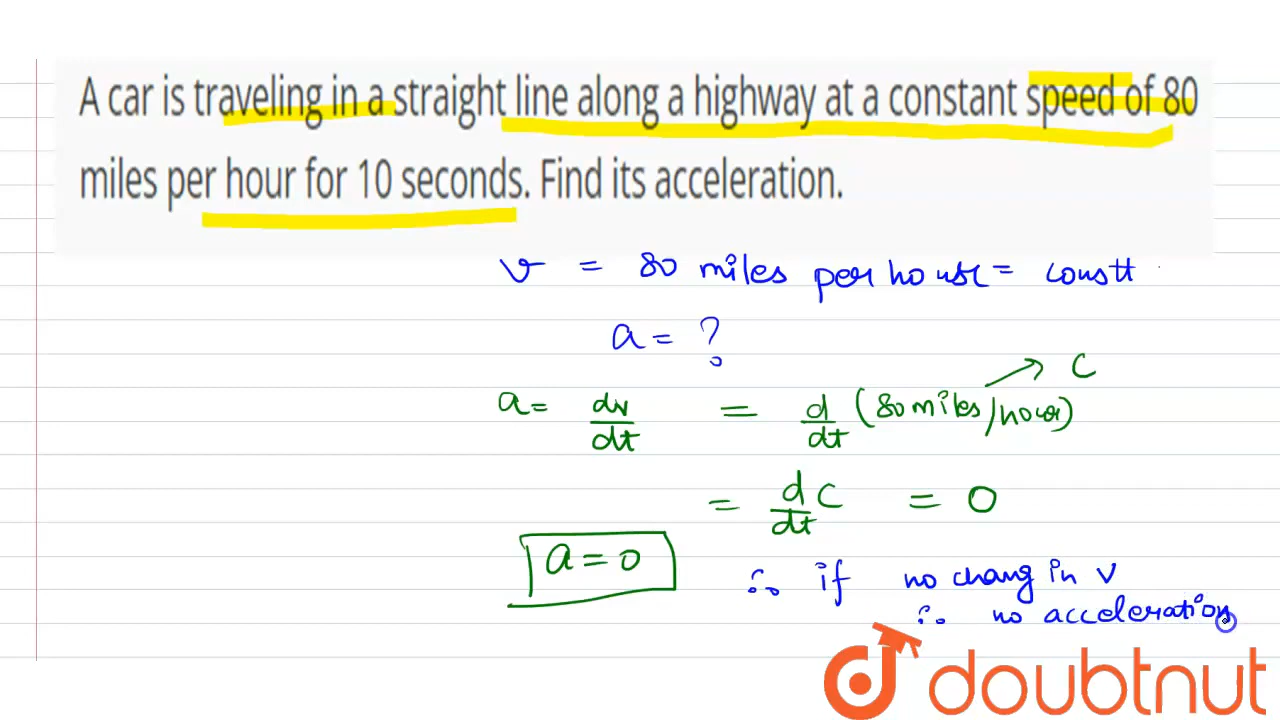 A car is traveling in a straight line along a highway at a constant speed of 80
miles per hour for 10 seconds. Find its acceleration.
v = 80 miles per hour = constt
a = ?
a = dv/dt = d/dt (80 miles/hour) → C
= d/dt C = 0
a = 0
∴ if no chang in v
∴ no acceleration
doubtnut